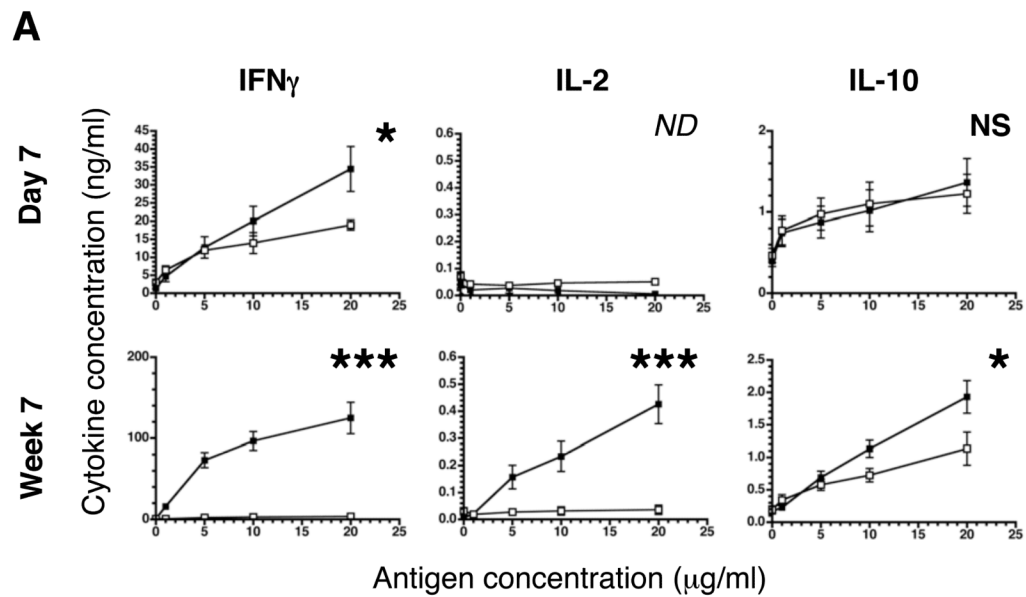 A
IFNγ IL-2 IL-10
Day 7
Cytokine concentration (ng/ml)
45
40
35
30
25
20
15
10
5
0
0 5 10 15 20 25
*
0.6
0.5
0.4
0.3
0.2
0.1
0.0
0 5 10 15 20 25
ND
2
1
0
0 5 10 15 20 25
NS
Week 7
200
100
0
0 5 10 15 20 25
***
0.6
0.5
0.4
0.3
0.2
0.1
0.0
0 5 10 15 20 25
***
2.5
2.0
1.5
1.0
0.5
0.0
0 5 10 15 20 25
*
Antigen concentration (μg/ml)